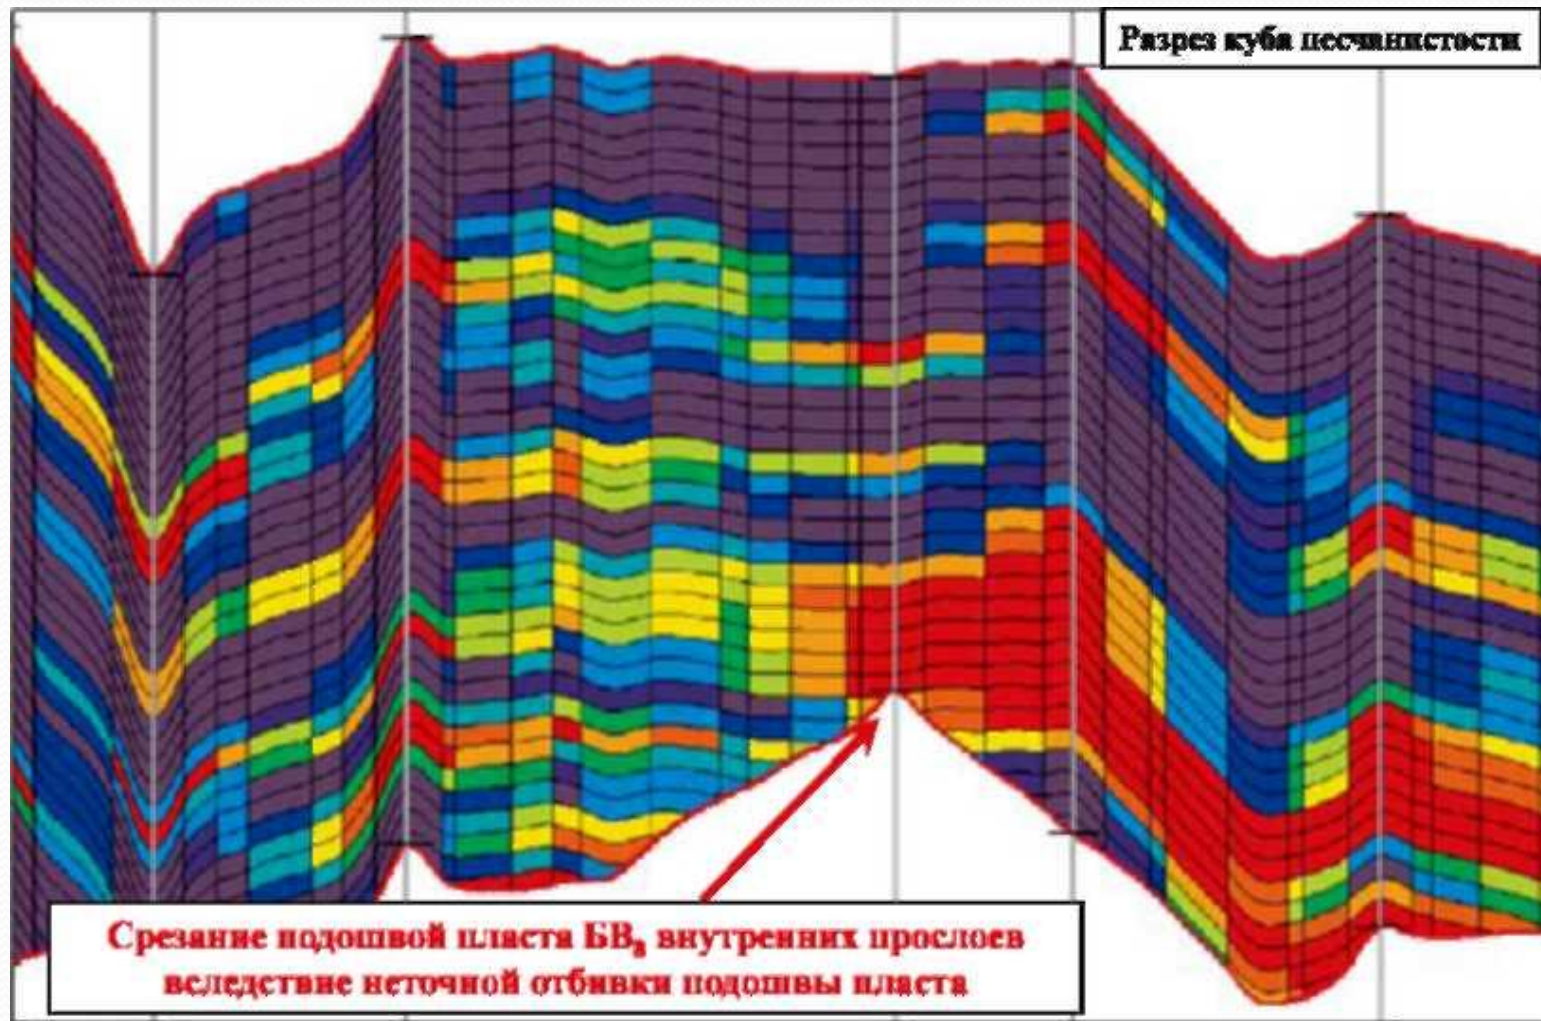 Разрез куба песчанистости
Срезание подошвой пласта БВ₈ внутренних прослоев
вследствие неточной отбивки подошвы пласта